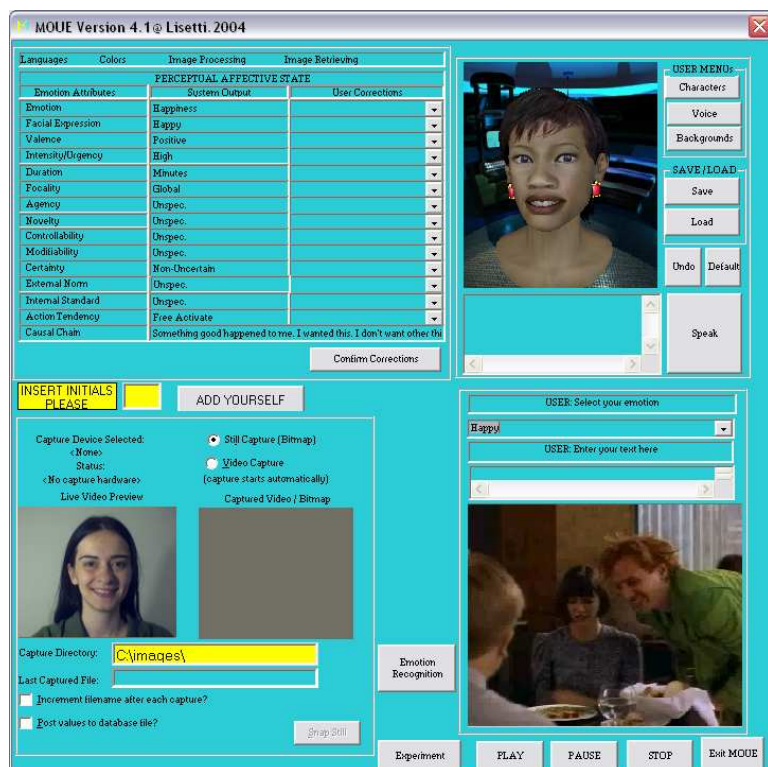 MOUE Version 4.1@ Lisetti.2004
Languages Colors Image Processing Image Retrieving
PERCEPTUAL AFFECTIVE STATE
Emotion Attributes System Output User Corrections
Emotion Happiness
Facial Expression Happy
Valence Positive
Intensity/Urgency High
Duration Minutes
Focality Global
Agency Unspec.
Novelty Unspec.
Controllability Unspec.
Modifiability Unspec.
Certainty Non-Uncertain
External Norm Unspec.
Internal Standard Unspec.
Action Tendency Free Activate
Causal Chain Something good happened to me. I wanted this. I don't want other thi
Confirm Corrections
USER MENUs
Characters
Voice
Backgrounds
SAVE/LOAD
Save
Load
Undo Default
Speak
INSERT INITIALS
PLEASE
ADD YOURSELF
Capture Device Selected:
<None>
Status:
<No capture hardware>
Live Video Preview
Still Capture (Bitmap)
Video Capture
(capture starts automatically)
Captured Video / Bitmap
Capture Directory: C:\images\
Last Captured File:
Increment filename after each capture?
Post values to database file?
Snap Still
USER: Select your emotion
Happy
USER: Enter your text here
Emotion
Recognition
Experiment PLAY PAUSE STOP Exit MOUE